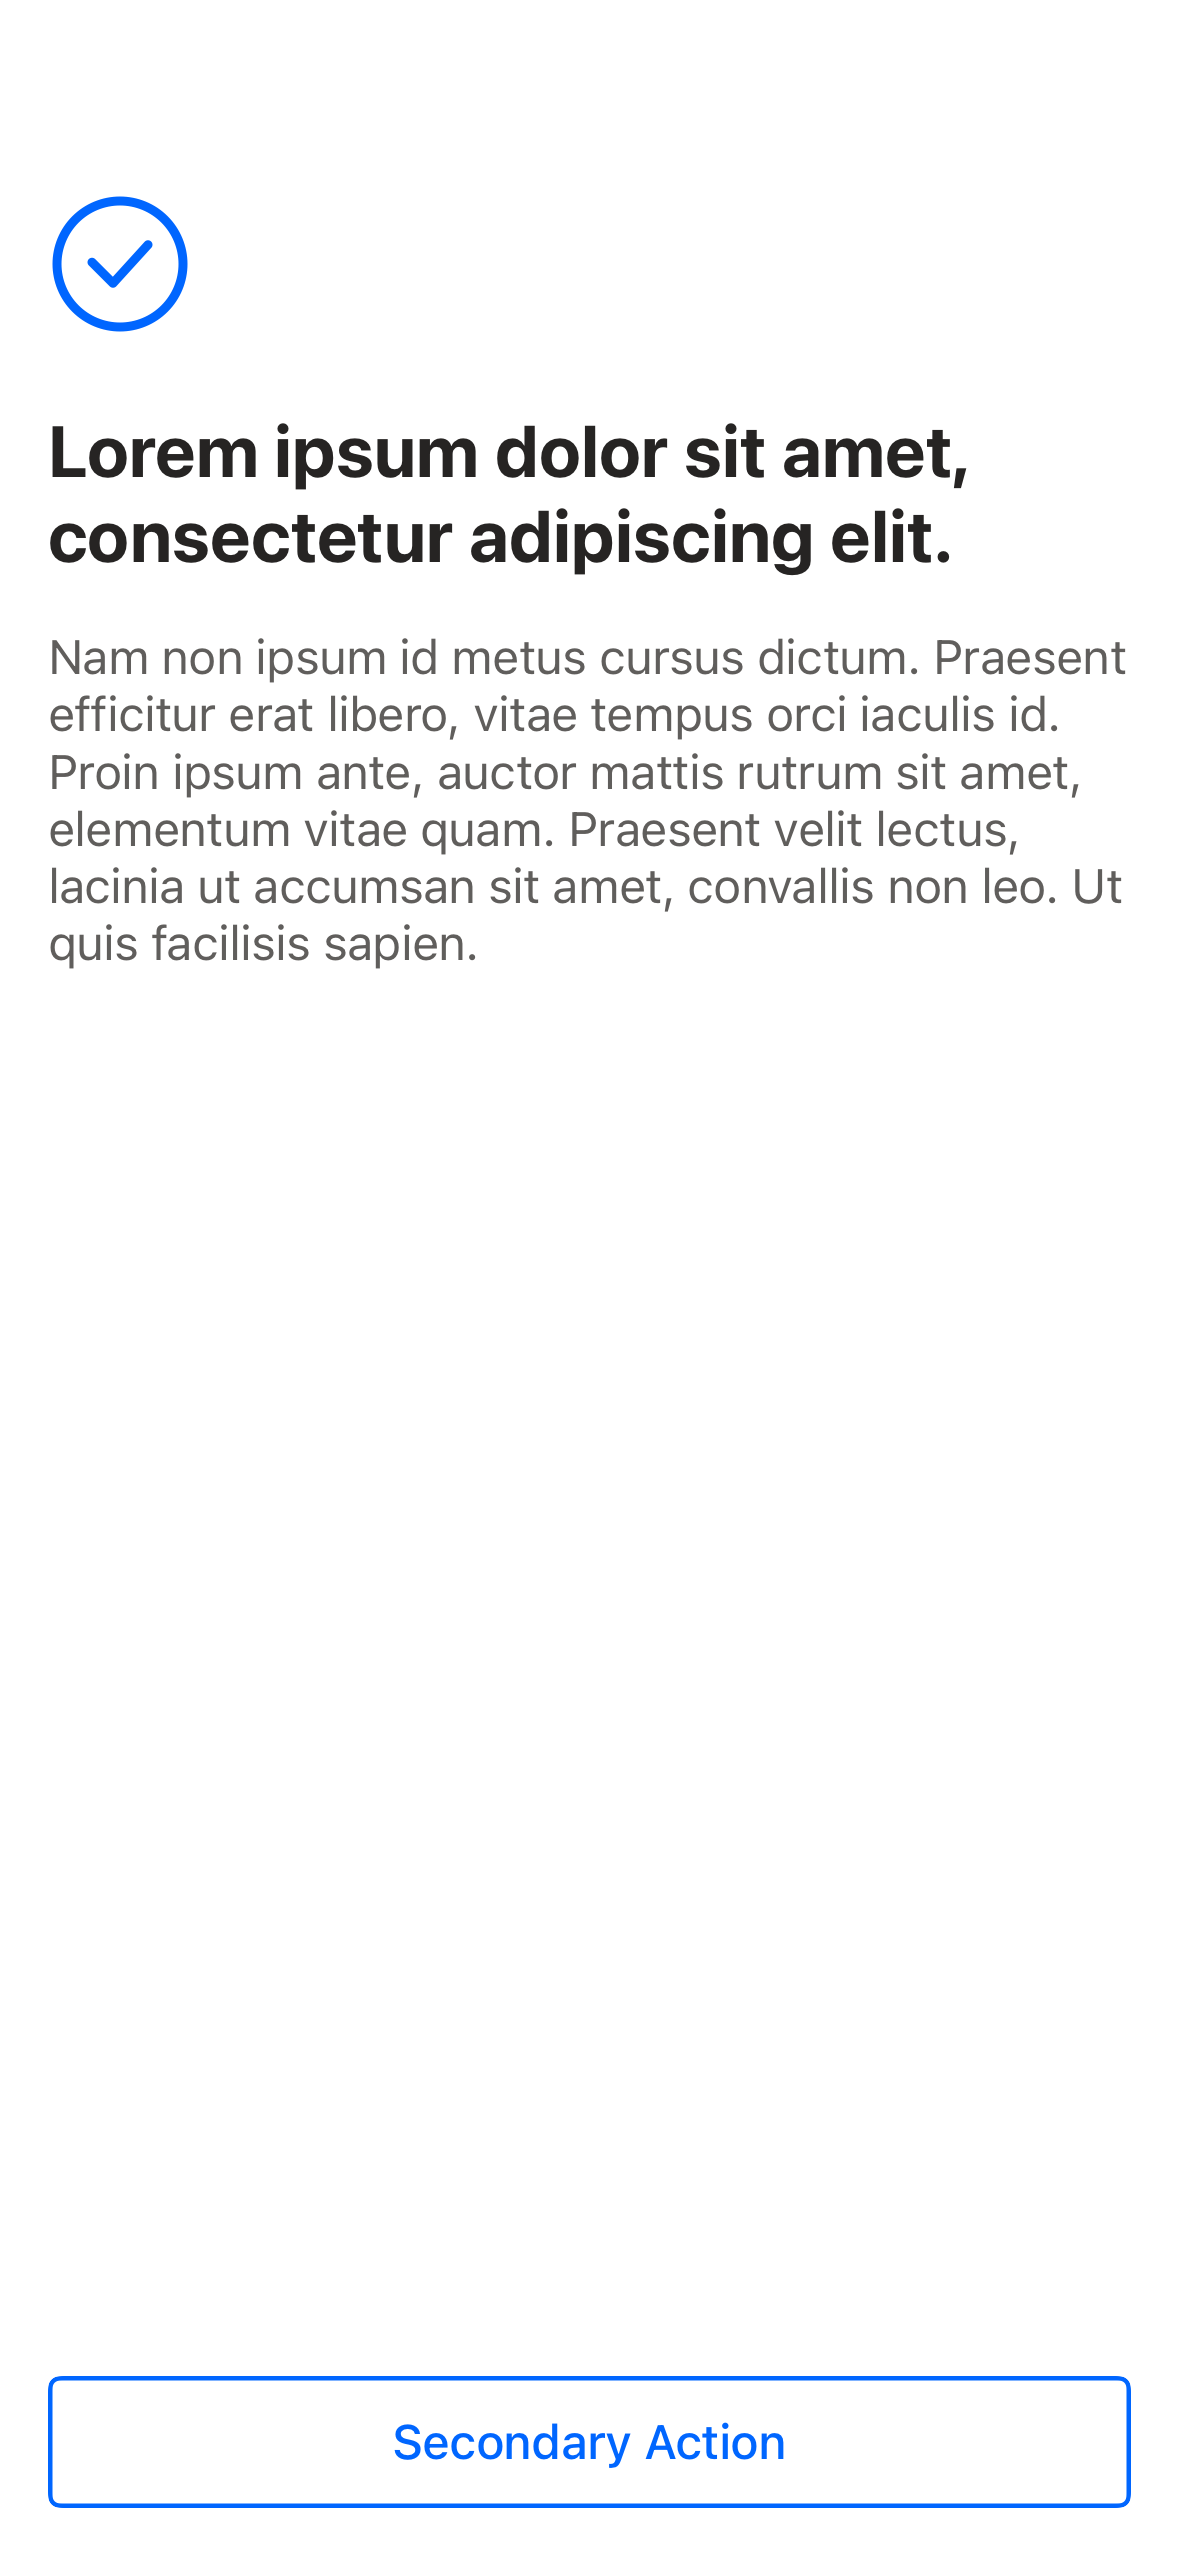 Lorem ipsum dolor sit amet,
consectetur adipiscing elit.
Nam non ipsum id metus cursus dictum. Praesent
efficitur erat libero, vitae tempus orci iaculis id.
Proin ipsum ante, auctor mattis rutrum sit amet,
elementum vitae quam. Praesent velit lectus,
lacinia ut accumsan sit amet, convallis non leo. Ut
quis facilisis sapien.
Secondary Action